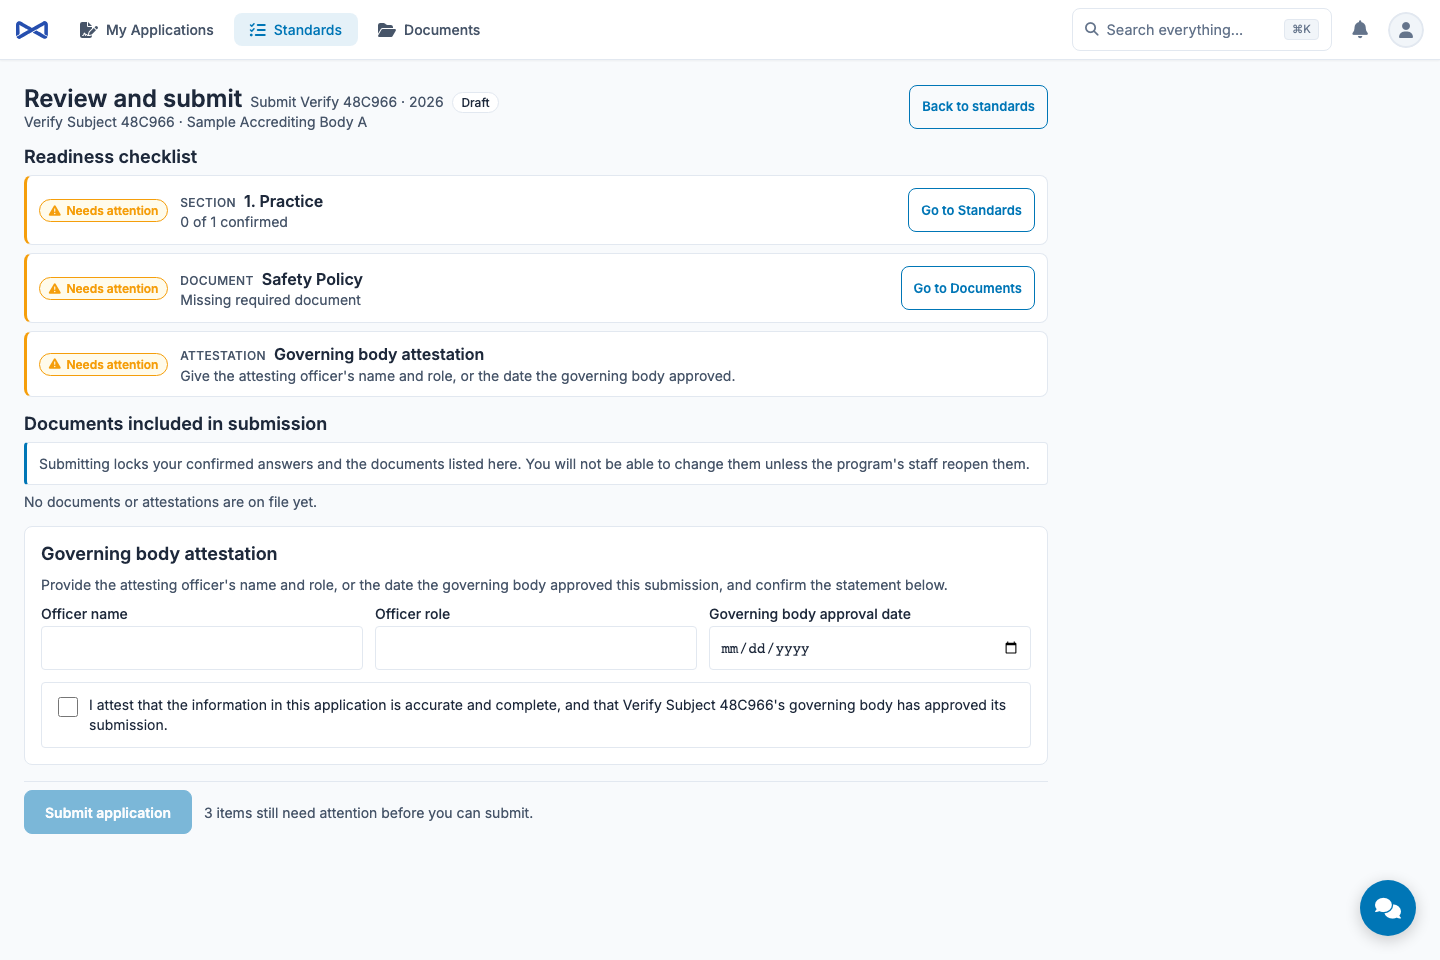 My Applications
Standards
Documents
Search everything...
⌘K
Review and submit Submit Verify 48C966 · 2026 Draft
Verify Subject 48C966 · Sample Accrediting Body A
Back to standards
Readiness checklist
Needs attention
SECTION 1. Practice
0 of 1 confirmed
Go to Standards
Needs attention
DOCUMENT Safety Policy
Missing required document
Go to Documents
Needs attention
ATTESTATION Governing body attestation
Give the attesting officer's name and role, or the date the governing body approved.
Documents included in submission
Submitting locks your confirmed answers and the documents listed here. You will not be able to change them unless the program's staff reopen them.
No documents or attestations are on file yet.
Governing body attestation
Provide the attesting officer's name and role, or the date the governing body approved this submission, and confirm the statement below.
Officer name
Officer role
Governing body approval date
mm/dd/yyyy
I attest that the information in this application is accurate and complete, and that Verify Subject 48C966's governing body has approved its
submission.
Submit application
3 items still need attention before you can submit.